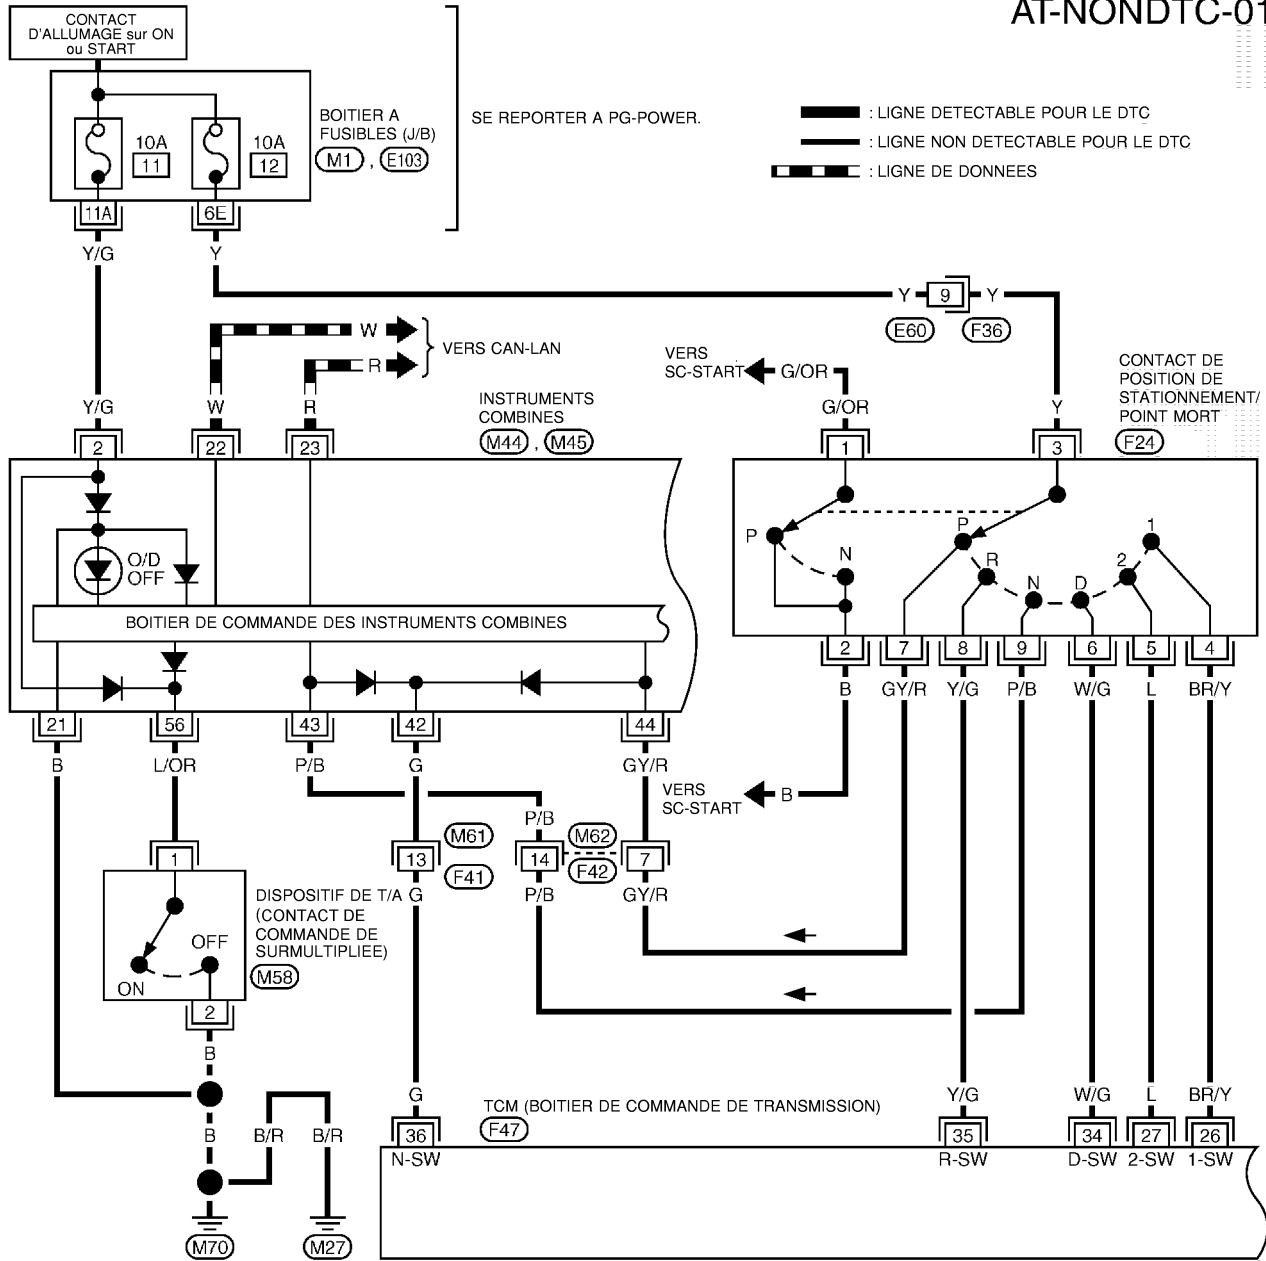 AT-NONDTC-01
CONTACT
D'ALLUMAGE sur ON
ou START
BOITIER A
FUSIBLES (J/B)
M1 , E103
10A
11
10A
12
SE REPORTER A PG-POWER.
: LIGNE DETECTABLE POUR LE DTC
: LIGNE NON DETECTABLE POUR LE DTC
: LIGNE DE DONNEES
11A
6E
Y/G
Y
Y
9
Y
E60
F36
W
R
VERS CAN-LAN
VERS
SC-START
G/OR
CONTACT DE
POSITION DE
STATIONNEMENT/
POINT MORT
F24
INSTRUMENTS
COMBINES
M44 , M45
Y/G
W
R
G/OR
Y
2
22
23
1
3
O/D
OFF
P
N
P
R
N
D
2
1
BOITIER DE COMMANDE DES INSTRUMENTS COMBINES
2
7
8
9
6
5
4
B
GY/R
Y/G
P/B
W/G
L
BR/Y
21
56
43
42
44
B
L/OR
P/B
G
GY/R
VERS
SC-START
B
P/B
M61
M62
1
13
14
7
F41
F42
G
P/B
GY/R
DISPOSITIF DE T/A
(CONTACT DE
COMMANDE DE
SURMULTIPLIEE)
M58
OFF
ON
2
B
B
B/R
B/R
M70
M27
G
Y/G
W/G
L
BR/Y
TCM (BOITIER DE COMMANDE DE TRANSMISSION)
F47
36
35
34
27
26
N-SW
R-SW
D-SW
2-SW
1-SW